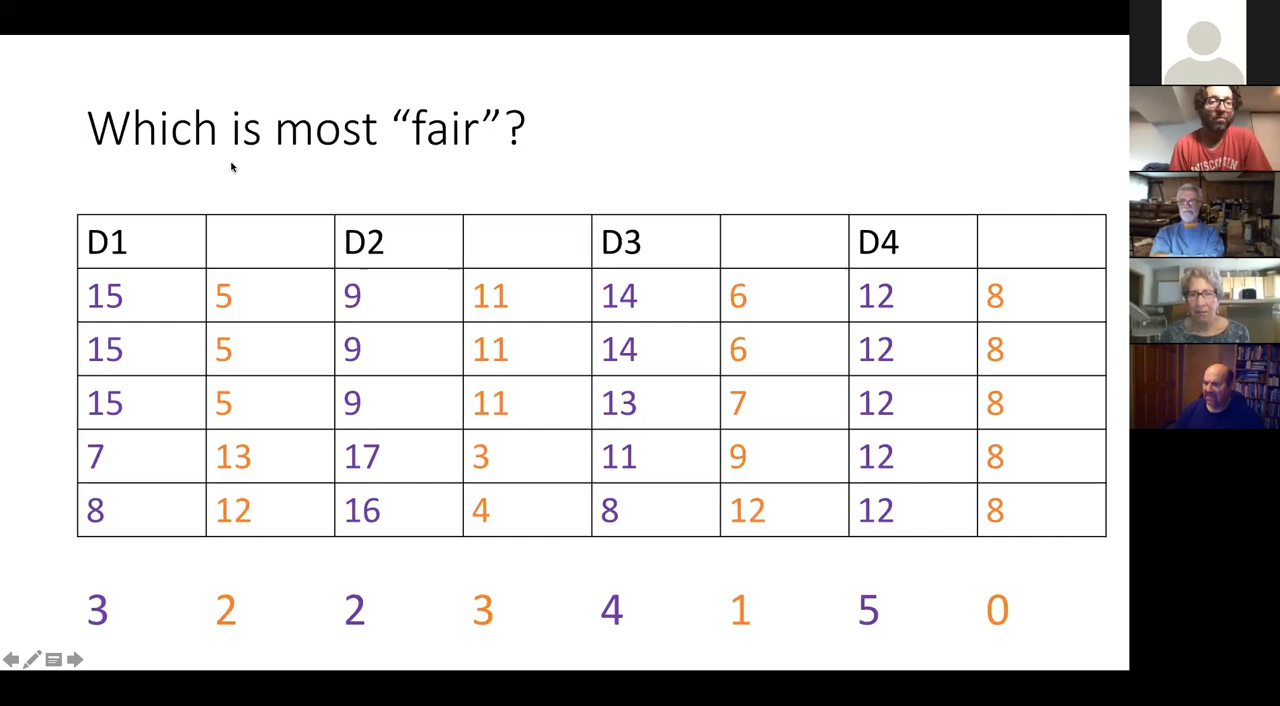 Which is most “fair”?
D1 D2 D3 D4
15 5 9 11 14 6 12 8
15 5 9 11 14 6 12 8
15 5 9 11 13 7 12 8
7 13 17 3 11 9 12 8
8 12 16 4 8 12 12 8
3 2 2 3 4 1 5 0
WISCONSIN